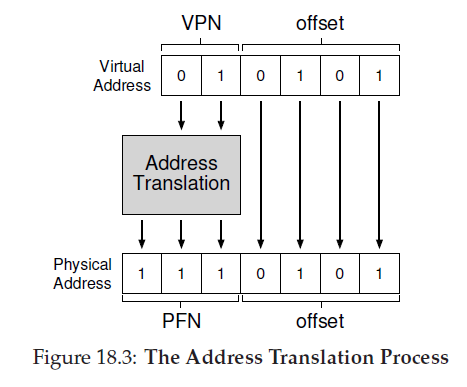 VPN offset
Virtual Address 0 1 0 1 0 1
Address
Translation
Physical Address 1 1 1 0 1 0 1
PFN offset
Figure 18.3: The Address Translation Process